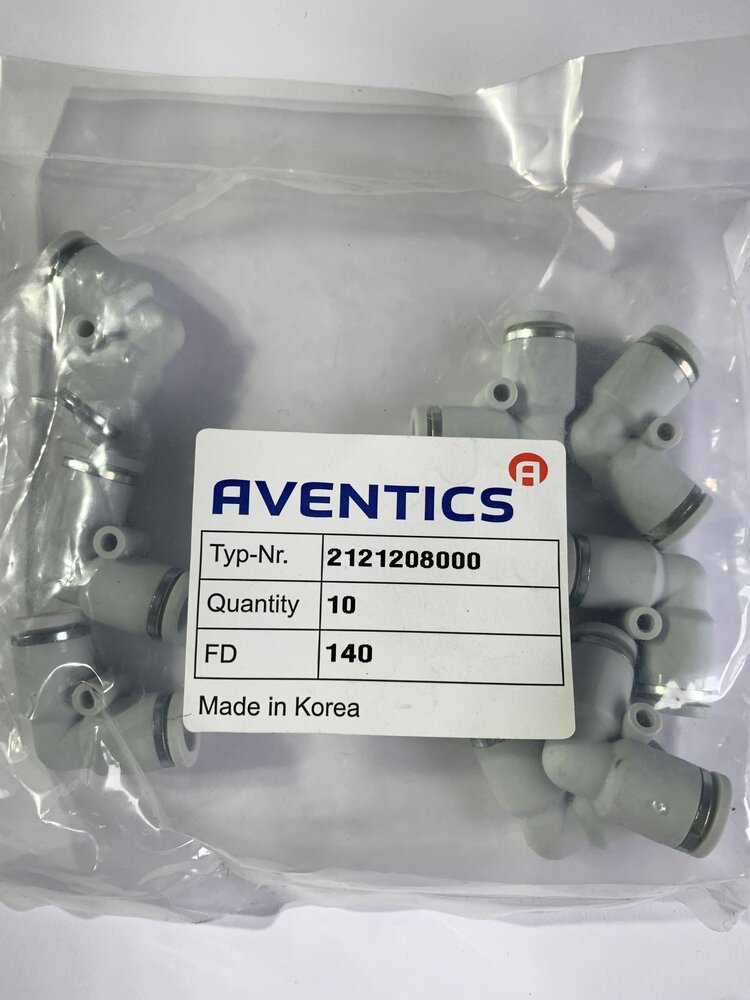 A
AVENTICS
Typ-Nr. 2121208000
Quantity 10
FD 140
Made in Korea